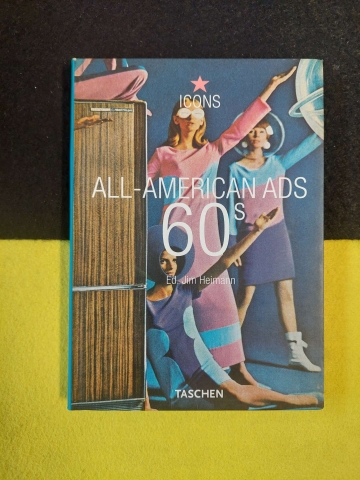 ICONS
ALL-AMERICAN ADS
60s
Ed. Jim Heimann
TASCHEN